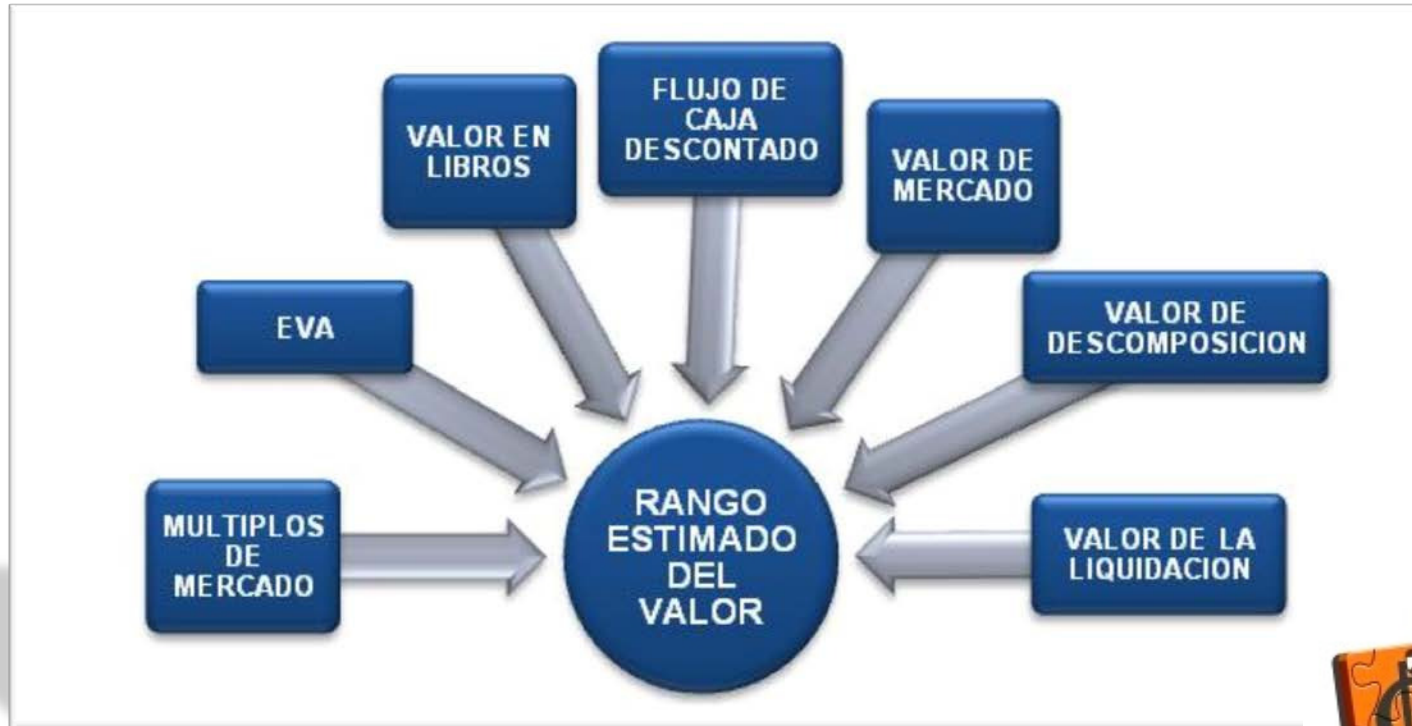 FLUJO DE
CAJA
DESCONTADO
VALOR EN
LIBROS
VALOR DE
MERCADO
EVA
VALOR DE
DESCOMPOSICION
MULTIPLOS
DE
MERCADO
RANGO
ESTIMADO
DEL
VALOR
VALOR DE LA
LIQUIDACION